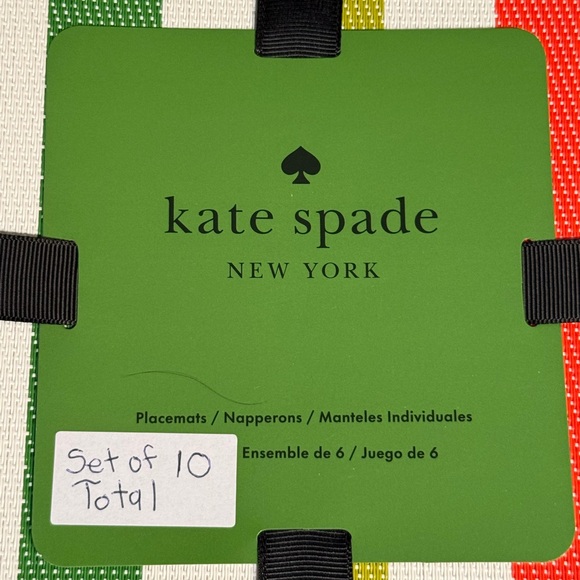 kate spade
NEW YORK
Placemats / Napperons / Manteles Individuales
Ensemble de 6 / Juego de 6
Set of 10
Total